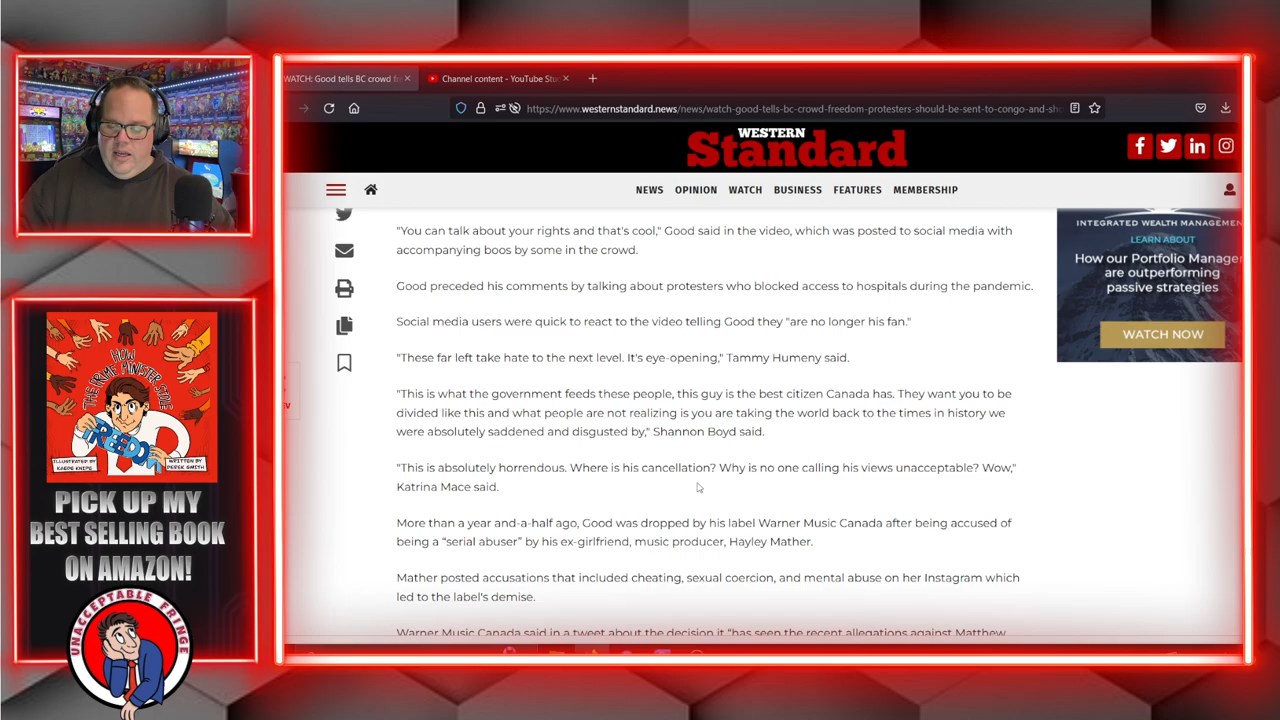 WATCH: Good tells BC crowd fr
Channel content - YouTube Stu
https://www.westernstandard.news/news/watch-good-tells-bc-crowd-freedom-protesters-should-be-sent-to-congo-and-sh
WESTERN
Standard
NEWS OPINION WATCH BUSINESS FEATURES MEMBERSHIP
"You can talk about your rights and that's cool," Good said in the video, which was posted to social media with
accompanying boos by some in the crowd.
Good preceded his comments by talking about protesters who blocked access to hospitals during the pandemic.
Social media users were quick to react to the video telling Good they "are no longer his fan."
"These far left take hate to the next level. It's eye-opening," Tammy Humeny said.
"This is what the government feeds these people, this guy is the best citizen Canada has. They want you to be
divided like this and what people are not realizing is you are taking the world back to the times in history we
were absolutely saddened and disgusted by," Shannon Boyd said.
"This is absolutely horrendous. Where is his cancellation? Why is no one calling his views unacceptable? Wow,"
Katrina Mace said.
More than a year and-a-half ago, Good was dropped by his label Warner Music Canada after being accused of
being a “serial abuser” by his ex-girlfriend, music producer, Hayley Mather.
Mather posted accusations that included cheating, sexual coercion, and mental abuse on her Instagram which
led to the label's demise.
Warner Music Canada said in a tweet about the decision it “has seen the recent allegations against Matthew
INTEGRATED WEALTH MANAGEMENT
LEARN ABOUT
How our Portfolio Manager
are outperforming
passive strategies
WATCH NOW
HOW
THE PRIME MINISTER STOLE
FREEDOM
ILLUSTRATED BY
KAEDE KNIPE
WRITTEN BY
DEREK SMITH
PICK UP MY
BEST SELLING BOOK
ON AMAZON!
UNACCEPTABLE FRINGE